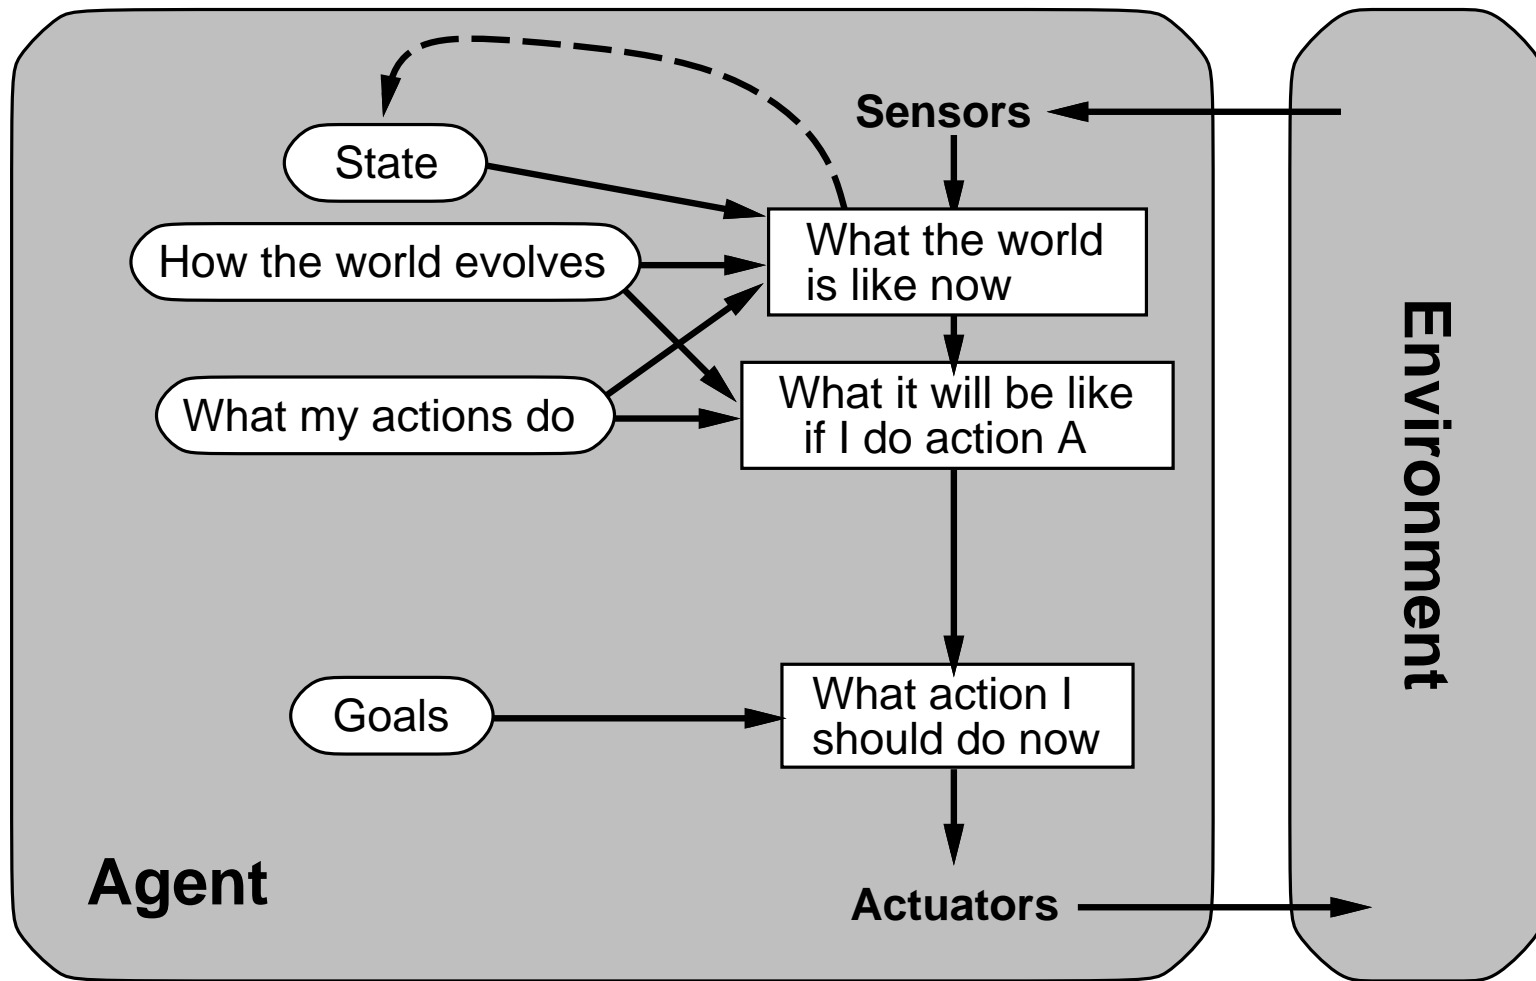 Sensors
State
What the world
is like now
How the world evolves
What it will be like
if I do action A
What my actions do
What action I
should do now
Goals
Agent
Actuators
Environment